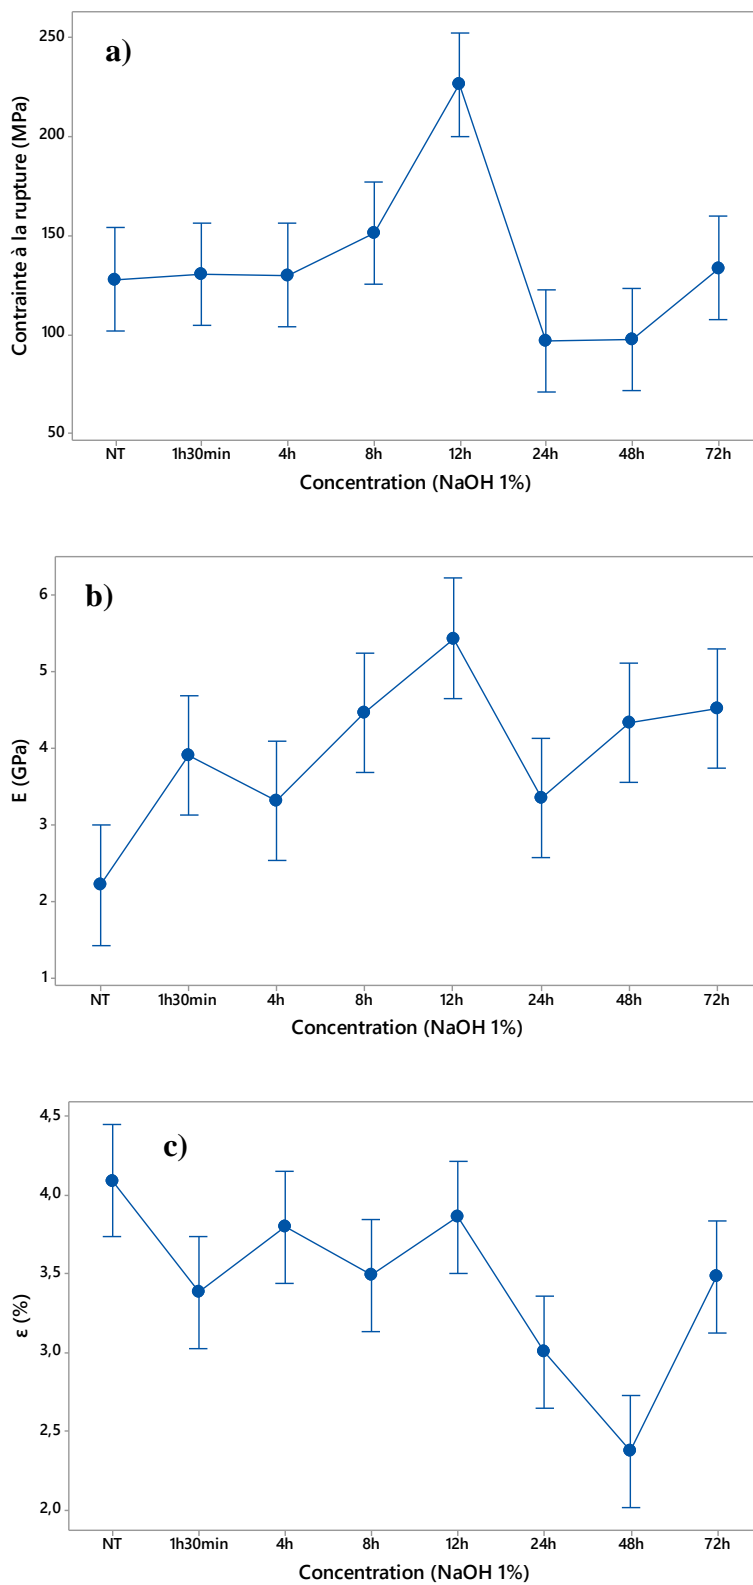 a)
250
200
150
100
50
Contrainte à la rupture (MPa)
NT 1h30min 4h 8h 12h 24h 48h 72h
Concentration (NaOH 1%)
b)
6
5
4
3
2
1
E (GPa)
NT 1h30min 4h 8h 12h 24h 48h 72h
Concentration (NaOH 1%)
c)
4,5
4,0
3,5
3,0
2,5
2,0
ε (%)
NT 1h30min 4h 8h 12h 24h 48h 72h
Concentration (NaOH 1%)